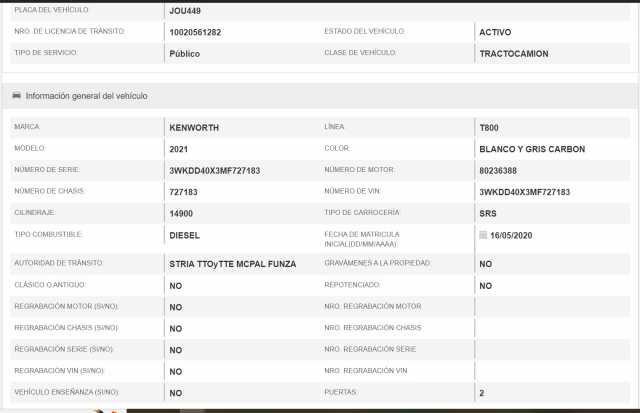 PLACA DEL VEHÍCULO: JOU449
NRO. DE LICENCIA DE TRÁNSITO: 10020561282 ESTADO DEL VEHÍCULO: ACTIVO
TIPO DE SERVICIO: Público CLASE DE VEHÍCULO: TRACTOCAMION
Información general del vehículo
MARCA: KENWORTH LÍNEA: T800
MODELO: 2021 COLOR: BLANCO Y GRIS CARBON
NÚMERO DE SERIE: 3WKDD40X3MF727183 NÚMERO DE MOTOR: 80236388
NÚMERO DE CHASIS: 727183 NÚMERO DE VIN: 3WKDD40X3MF727183
CILINDRAJE: 14900 TIPO DE CARROCERÍA: SRS
TIPO COMBUSTIBLE: DIESEL FECHA DE MATRICULA INICIAL(DD/MM/AAAA): 16/05/2020
AUTORIDAD DE TRÁNSITO: STRIA TTOyTTE MCPAL FUNZA GRAVÁMENES A LA PROPIEDAD: NO
CLÁSICO O ANTIGUO: NO REPOTENCIADO: NO
REGRABACIÓN MOTOR (SI/NO): NO NRO. REGRABACIÓN MOTOR
REGRABACIÓN CHASIS (SI/NO): NO NRO. REGRABACIÓN CHASIS
REGRABACIÓN SERIE (SI/NO): NO NRO. REGRABACIÓN SERIE
REGRABACIÓN VIN (SI/NO): NO NRO. REGRABACIÓN VIN
VEHÍCULO ENSEÑANZA (SI/NO): NO PUERTAS: 2